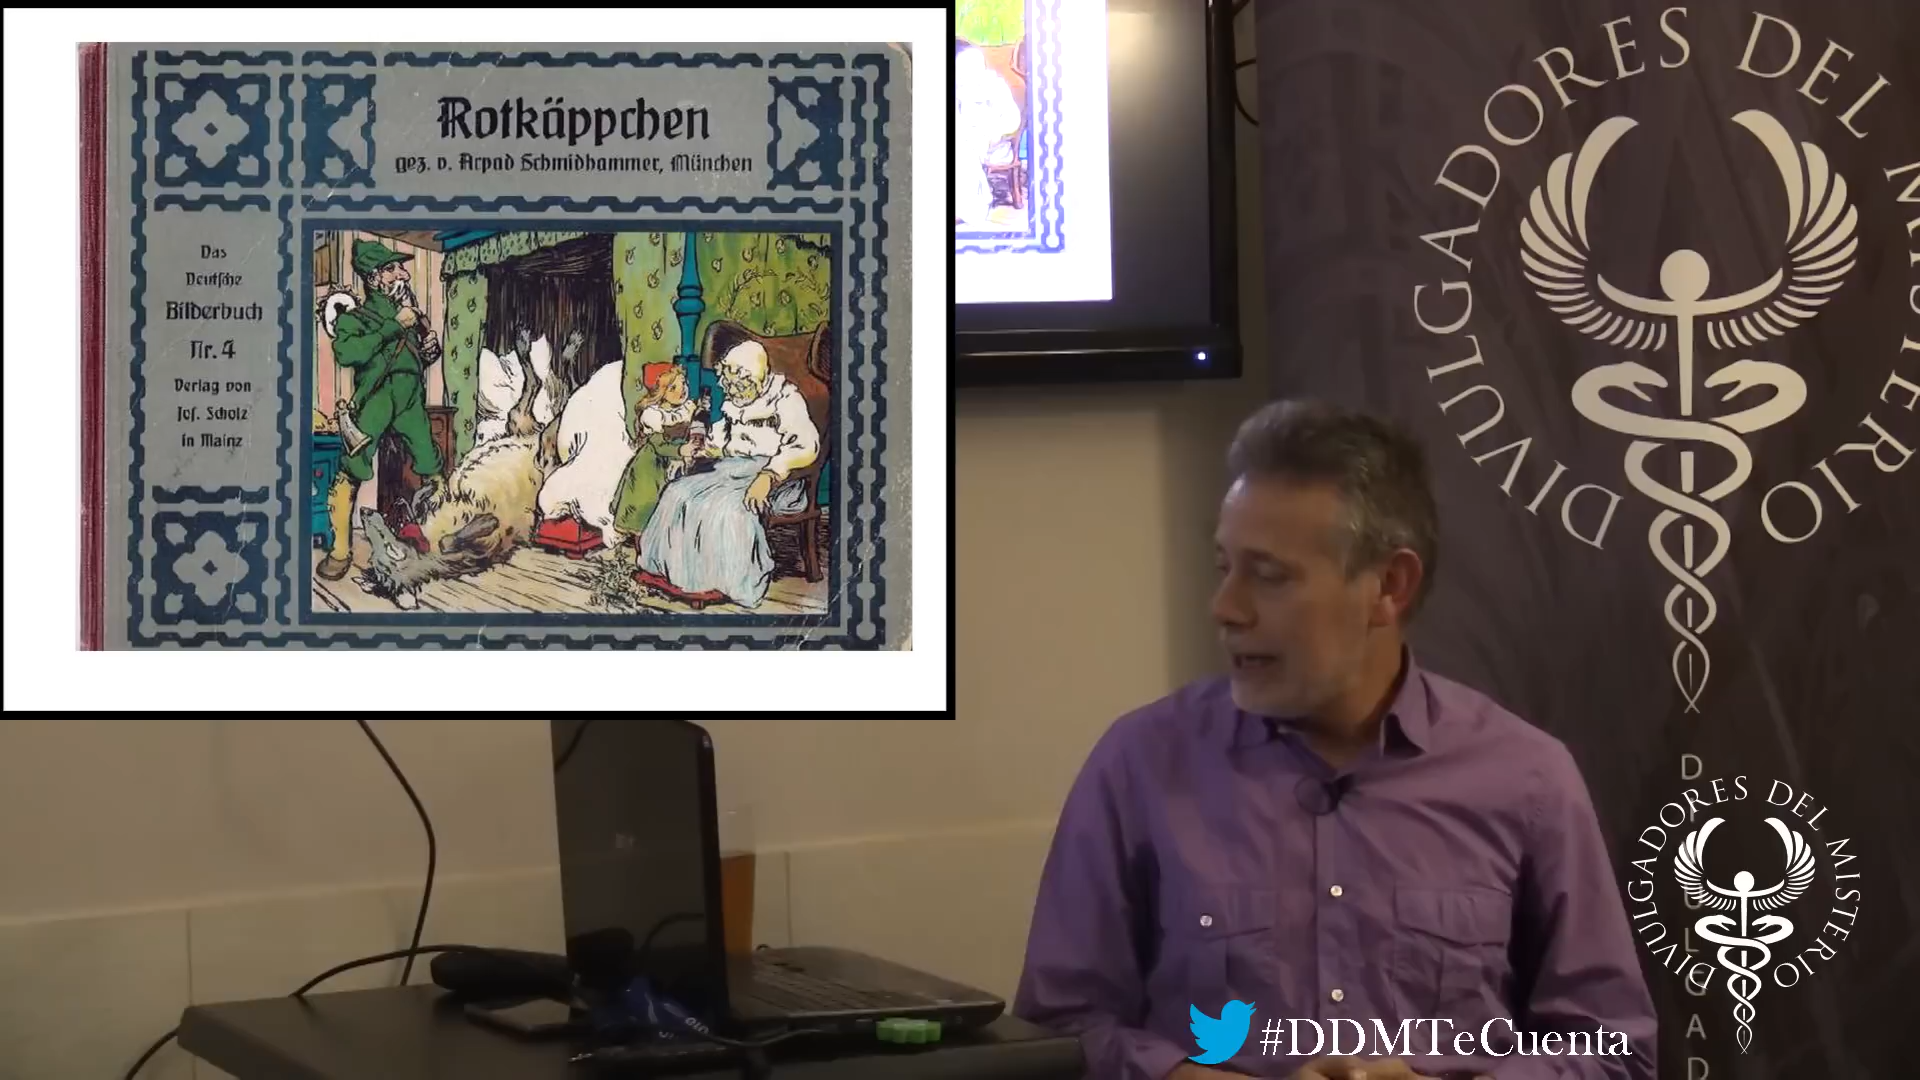 Rotkäppchen
gez. v. Arpad Schmidhammer, München
Das
Deutsche
Bilderbuch
Nr. 4
Verlag von
Jos. Scholz
in Mainz
DIVULGADORES DEL MISTERIO
DIVULGADORES DEL MISTERIO
#DDMTeCuenta